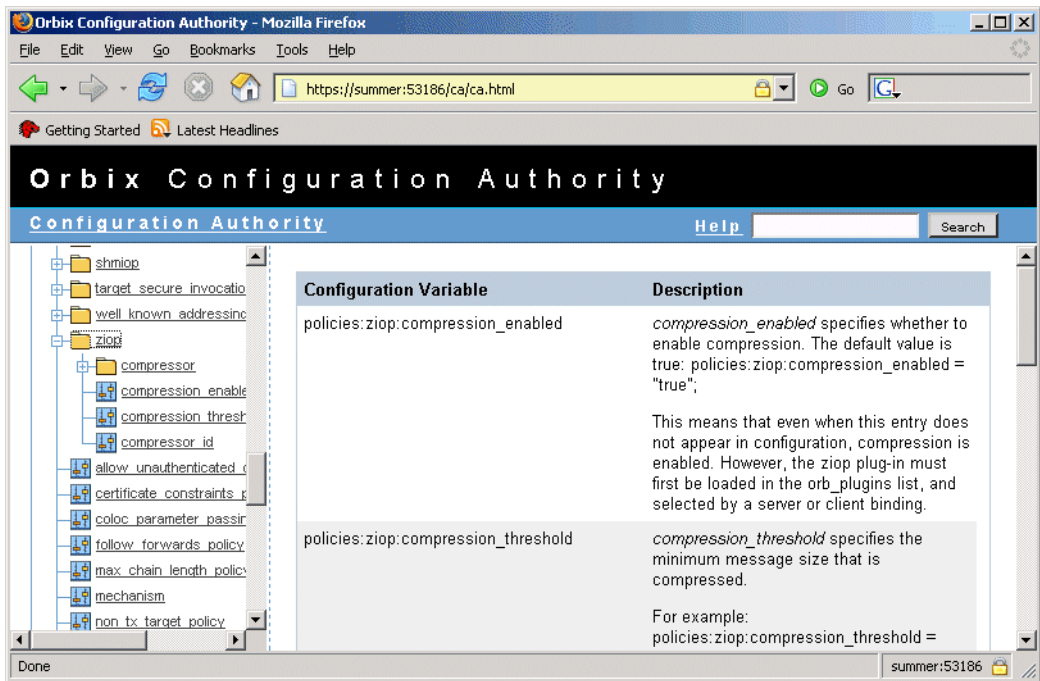 Orbix Configuration Authority - Mozilla Firefox
File Edit View Go Bookmarks Tools Help
https://summer:53186/ca/ca.html
Go
G
Getting Started Latest Headlines
Orbix Configuration Authority
Configuration Authority
Help
Search
shmiop
target_secure_invocatio
well_known_addressing
ziop
compressor
compression_enable
compression_thresh
compressor_id
allow_unauthenticated_c
certificate_constraints_p
coloc_parameter_passin
follow_forwards_policy
max_chain_length_policy
mechanism
non_tx_target_policy
Configuration Variable Description
policies:ziop:compression_enabled
compression_enabled specifies whether to
enable compression. The default value is
true: policies:ziop:compression_enabled =
"true";
This means that even when this entry does
not appear in configuration, compression is
enabled. However, the ziop plug-in must
first be loaded in the orb_plugins list, and
selected by a server or client binding.
policies:ziop:compression_threshold
compression_threshold specifies the
minimum message size that is
compressed.
For example:
policies:ziop:compression_threshold =
Done
summer:53186